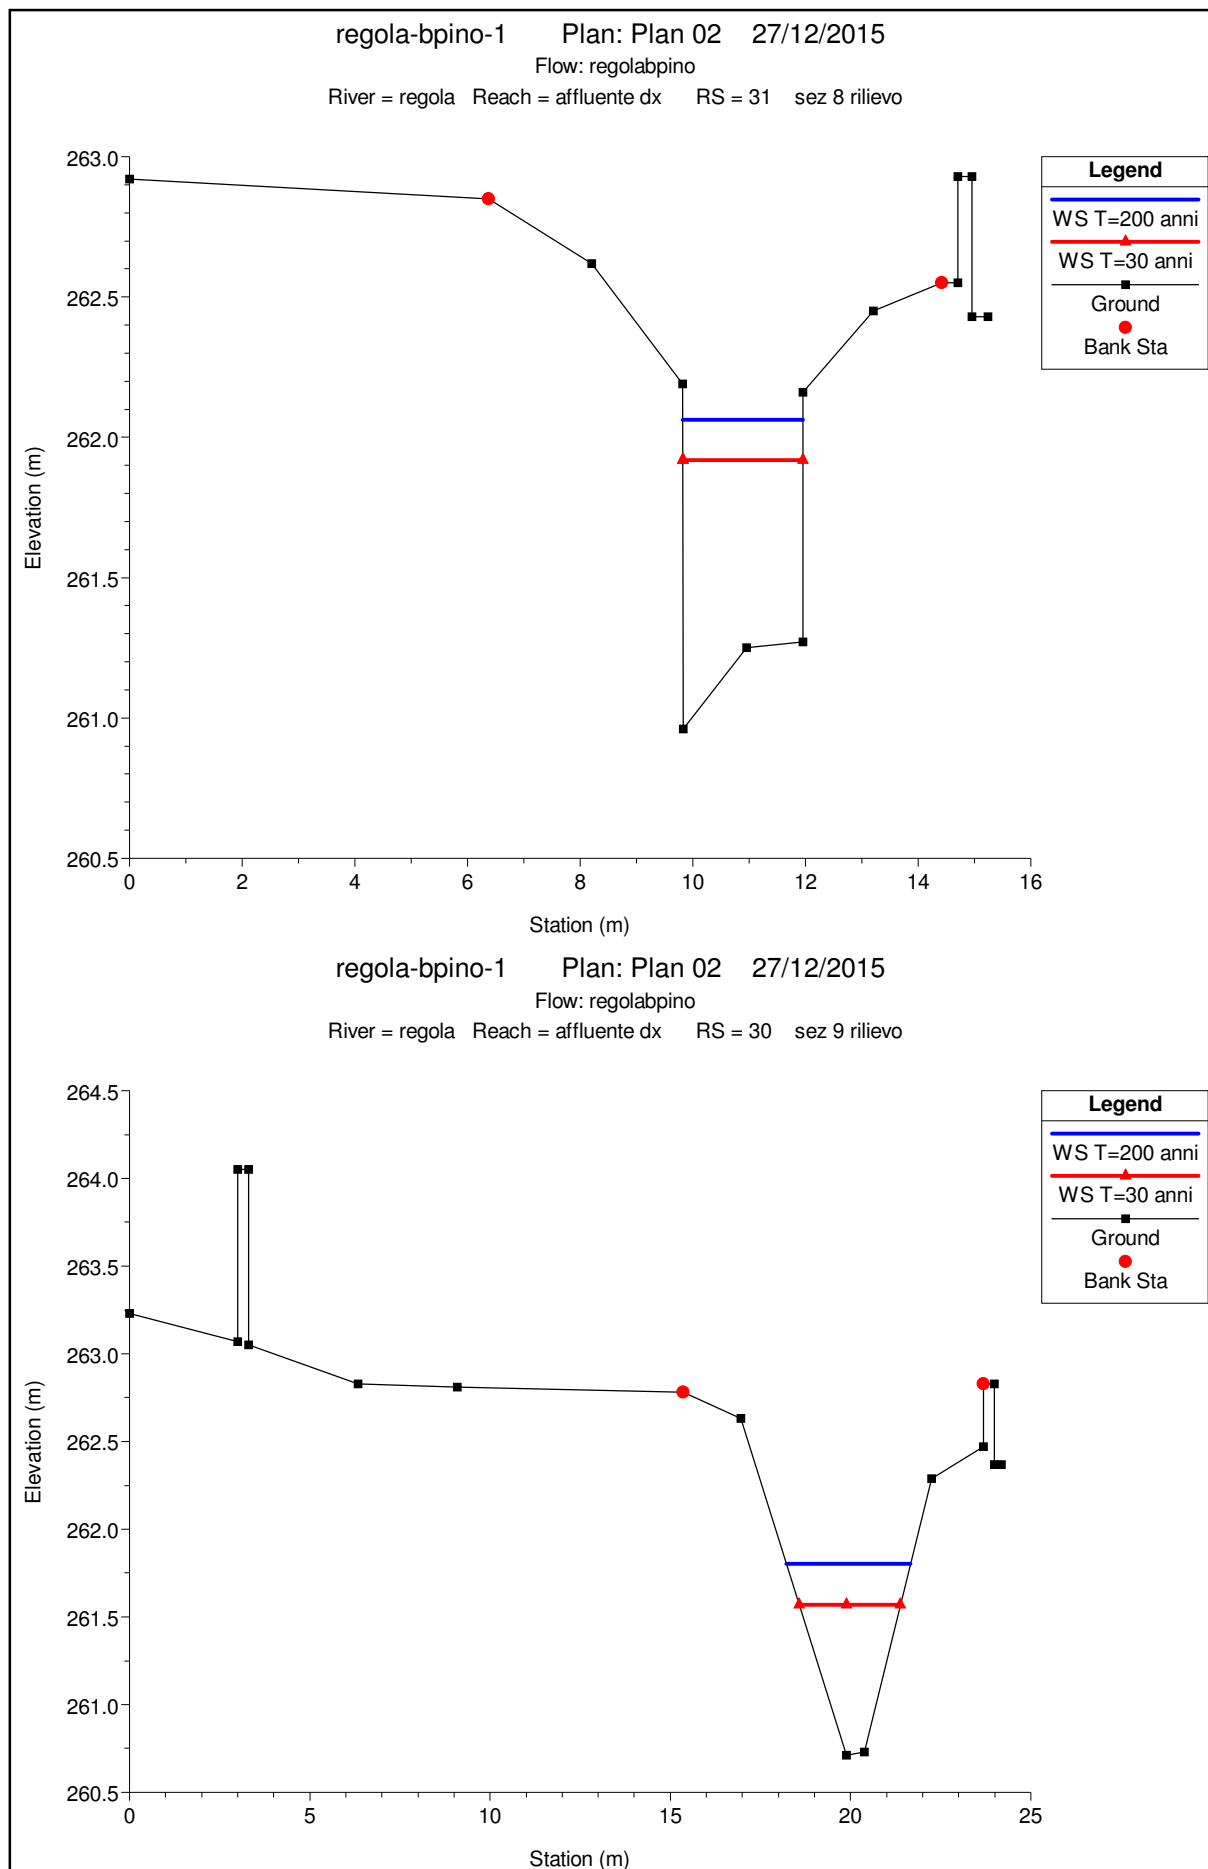 regola-bpino-1 Plan: Plan 02 27/12/2015
Flow: regolabpino
River = regola Reach = affluente dx RS = 31 sez 8 rilievo
263.0
262.5
262.0
261.5
261.0
260.5
Elevation (m)
0 2 4 6 8 10 12 14 16
Station (m)
Legend
WS T=200 anni
WS T=30 anni
Ground
Bank Sta
regola-bpino-1 Plan: Plan 02 27/12/2015
Flow: regolabpino
River = regola Reach = affluente dx RS = 30 sez 9 rilievo
264.5
264.0
263.5
263.0
262.5
262.0
261.5
261.0
260.5
Elevation (m)
0 5 10 15 20 25
Station (m)
Legend
WS T=200 anni
WS T=30 anni
Ground
Bank Sta